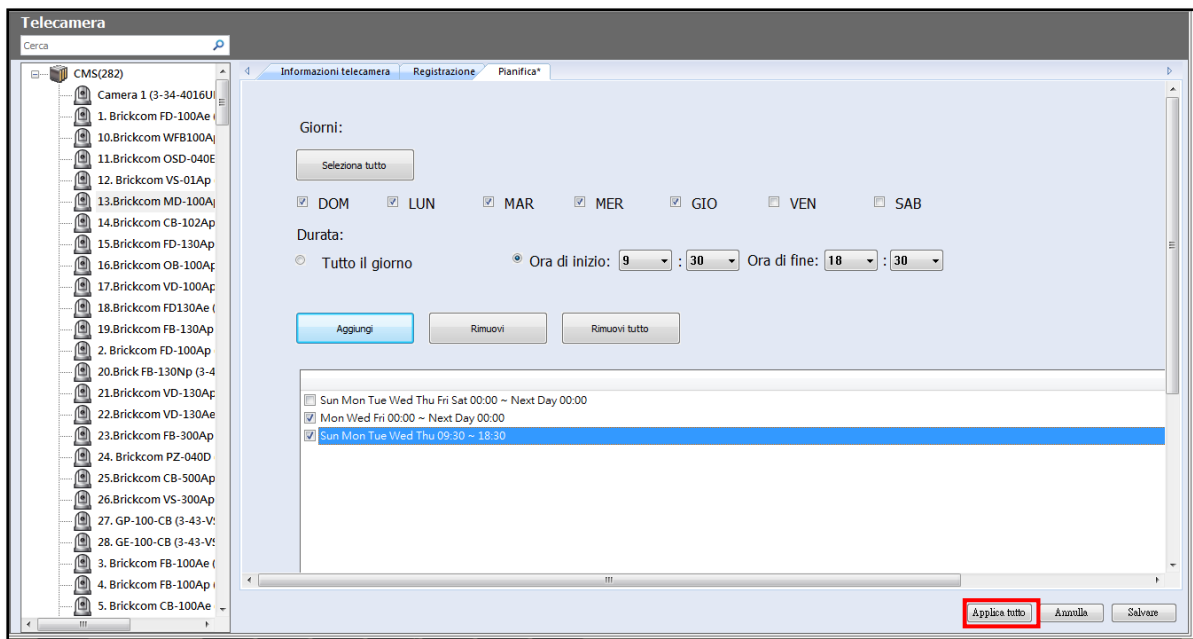 Telecamera
Cerca
CMS(282)
Camera 1 (3-34-4016U
1. Brickcom FD-100Ae (
10.Brickcom WFB100A
11.Brickcom OSD-040E
12. Brickcom VS-01Ap
13.Brickcom MD-100A
14.Brickcom CB-102Ap
15.Brickcom FD-130Ap
16.Brickcom OB-100Ap
17.Brickcom VD-100Ap
18.Brickcom FD130Ae (
19.Brickcom FB-130Ap
2. Brickcom FD-100Ap
20.Brick FB-130Np (3-4
21.Brickcom VD-130Ap
22.Brickcom VD-130Ae
23.Brickcom FB-300Ap
24. Brickcom PZ-040D
25.Brickcom CB-500Ap
26.Brickcom VS-300Ap
27. GP-100-CB (3-43-V
28. GE-100-CB (3-43-V
3. Brickcom FB-100Ae (
4. Brickcom FB-100Ap (
5. Brickcom CB-100Ae
Informazioni telecamera Registrazione Pianifica*
Giorni:
Seleziona tutto
DOM LUN MAR MER GIO VEN SAB
Durata:
Tutto il giorno Ora di inizio: 9 : 30 Ora di fine: 18 : 30
Aggiungi Rimuovi Rimuovi tutto
Sun Mon Tue Wed Thu Fri Sat 00:00 ~ Next Day 00:00
Mon Wed Fri 00:00 ~ Next Day 00:00
Sun Mon Tue Wed Thu 09:30 ~ 18:30
Applica tutto Annulla Salvare